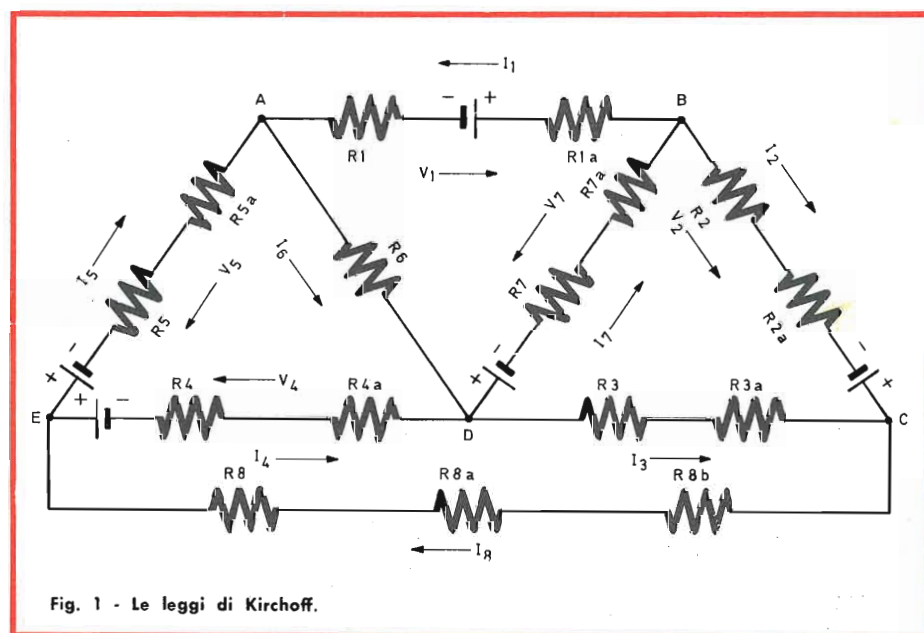 I1
A
B
- +
R1
R1a
V1
I2
R7a
R2
V2
V7
R5a
I5
V5
I6
R6
R5
R7
I7
R2a
+ -
+ -
- +
E
+ -
R4
V4
R4a
D
R3
R3a
C
I4
I3
R8
R8a
R8b
I8
Fig. 1 - Le leggi di Kirchoff.